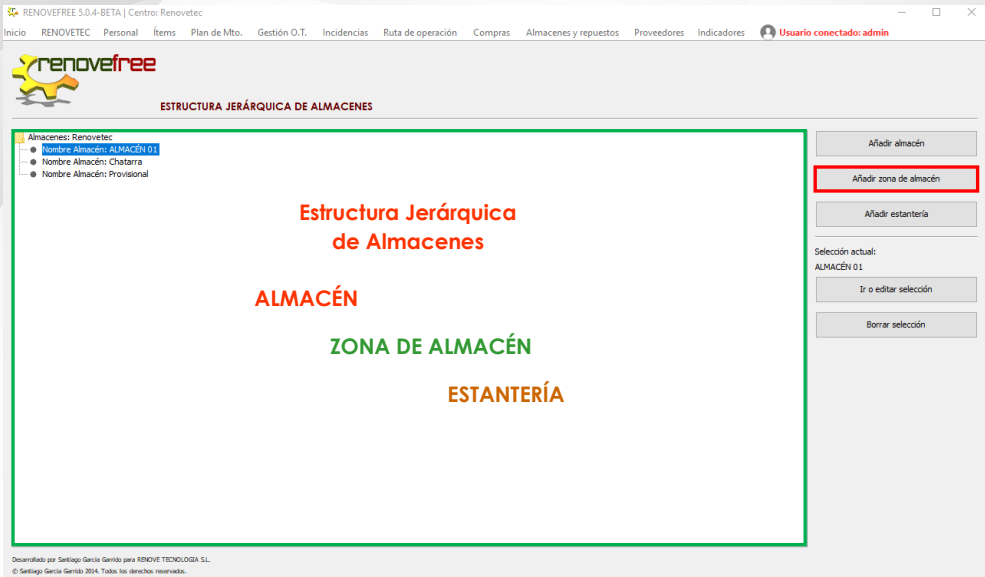 RENOVEFREE 5.0.4-BETA | Centro: Renovetec
Inicio RENOVETEC Personal Ítems Plan de Mto. Gestión O.T. Incidencias Ruta de operación Compras Almacenes y repuestos Proveedores Indicadores Usuario conectado: admin
renovefree
ESTRUCTURA JERÁRQUICA DE ALMACENES
Almacenes: Renovetec
Nombre Almacén: ALMACÉN 01
Nombre Almacén: Chatarra
Nombre Almacén: Provisional
Estructura Jerárquica
de Almacenes
ALMACÉN
ZONA DE ALMACÉN
ESTANTERÍA
Añadir almacén
Añadir zona de almacén
Añadir estantería
Selección actual:
ALMACÉN 01
Ir o editar selección
Borrar selección
Desarrollado por Santiago García Garrido para RENOVE TECNOLOGIA S.L.
© Santiago García Garrido 2014. Todos los derechos reservados.